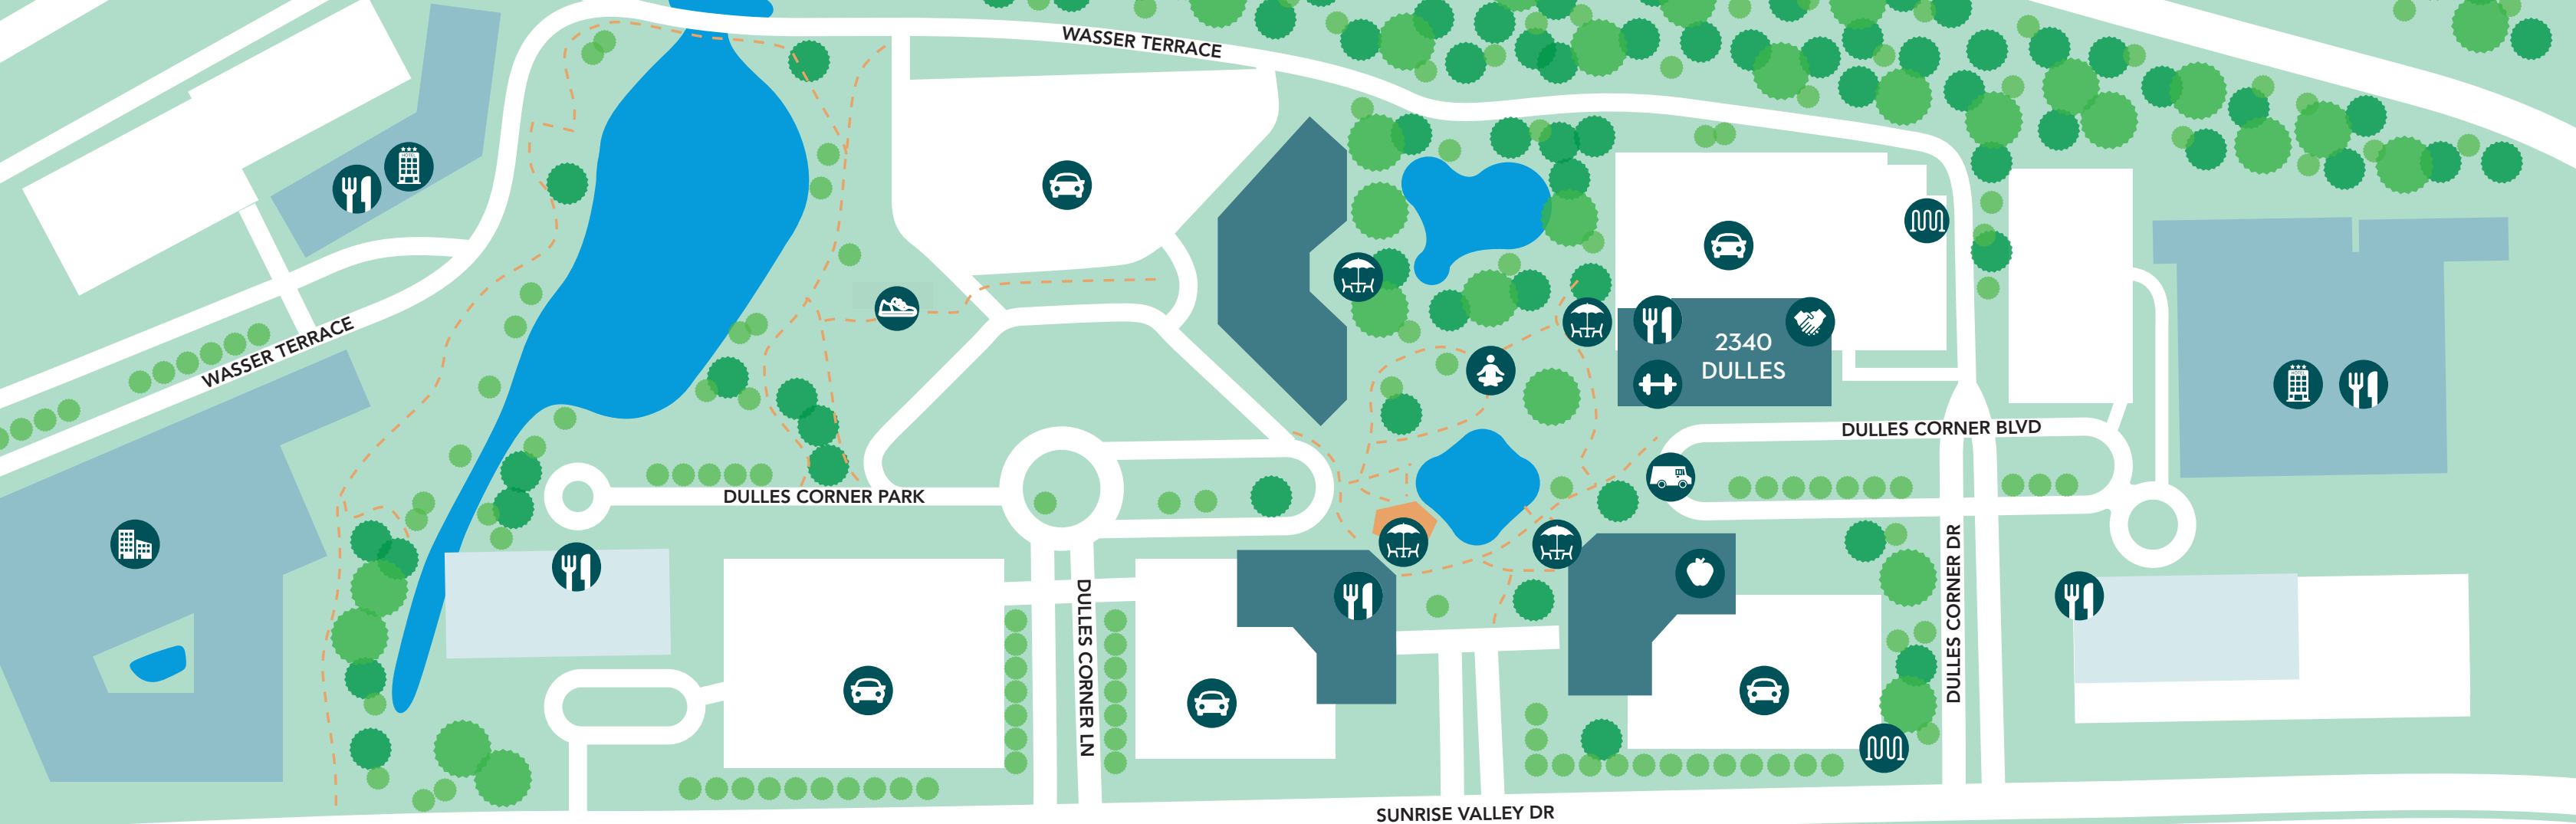 WASSER TERRACE
WASSER TERRACE
2340
DULLES
DULLES CORNER BLVD
DULLES CORNER PARK
DULLES CORNER LN
DULLES CORNER DR
SUNRISE VALLEY DR